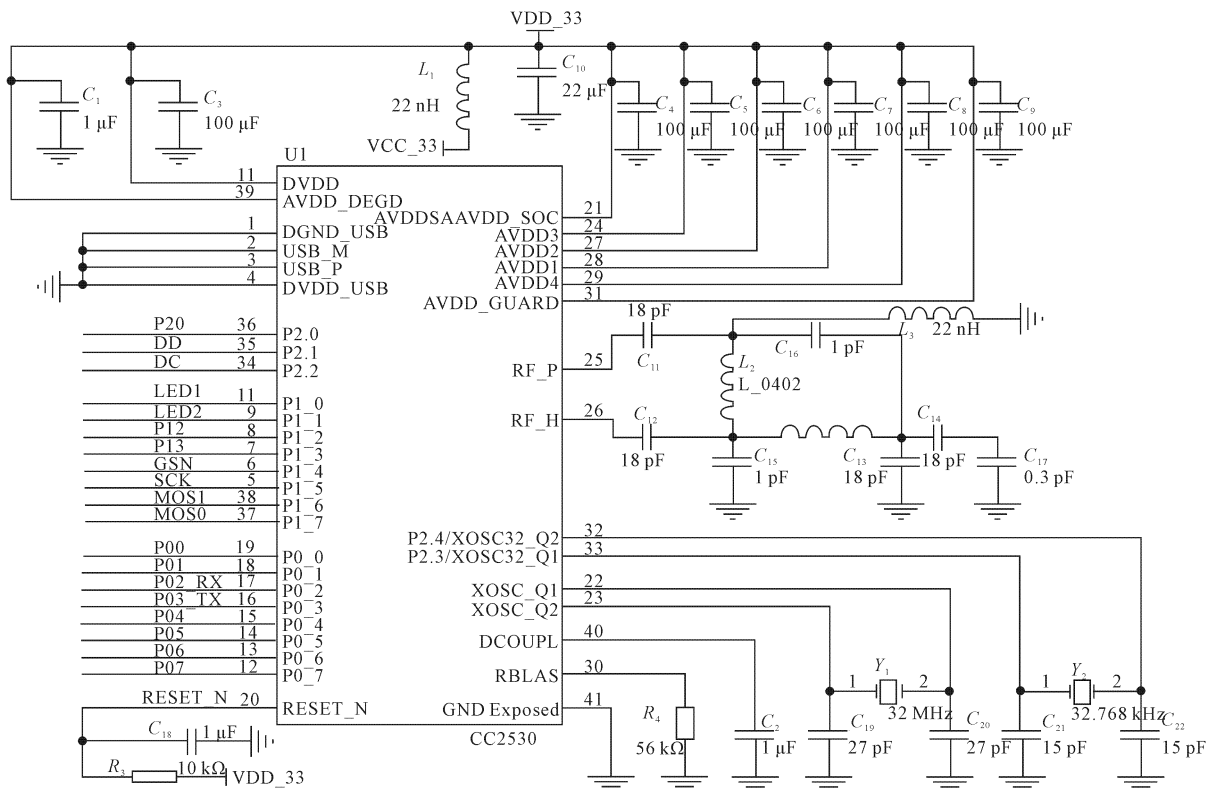 VDD_33
C1
1 μF
C3
100 μF
L1
22 nH
VCC_33
C10
22 μF
C4
100 μF
C5
100 μF
C6
100 μF
C7
100 μF
C8
100 μF
C9
100 μF
U1
11 DVDD
39 AVDD_DEGD
1 DGND_USB
2 USB_M
3 USB_P
4 DVDD_USB
P20 36 P2.0
DD 35 P2.1
DC 34 P2.2
LED1 11 P1_0
LED2 9 P1_1
P12 8 P1_2
P13 7 P1_3
GSN 6 P1_4
SCK 5 P1_5
MOS1 38 P1_6
MOS0 37 P1_7
P00 19 P0_0
P01 18 P0_1
P02_RX 17 P0_2
P03_TX 16 P0_3
P04 15 P0_4
P05 14 P0_5
P06 13 P0_6
P07 12 P0_7
RESET_N 20 RESET_N
C18
1 μF
R3
10 kΩ
VDD_33
AVDDSAAVDD_SOC 21
AVDD3 24
AVDD2 27
AVDD1 28
AVDD4 29
AVDD_GUARD 31
RF_P 25
RF_H 26
P2.4/XOSC32_Q2 32
P2.3/XOSC32_Q1 33
XOSC_Q1 22
XOSC_Q2 23
DCOUPL 40
RBLAS 30
GND Exposed 41
CC2530
18 pF
C11
C16
1 pF
L3
22 nH
L2
L_0402
C12
18 pF
C15
1 pF
C13
18 pF
C14
18 pF
C17
0.3 pF
R4
56 kΩ
C2
1 μF
Y1
1 2
32 MHz
C19
27 pF
C20
27 pF
Y2
1 2
32.768 kHz
C21
15 pF
C22
15 pF